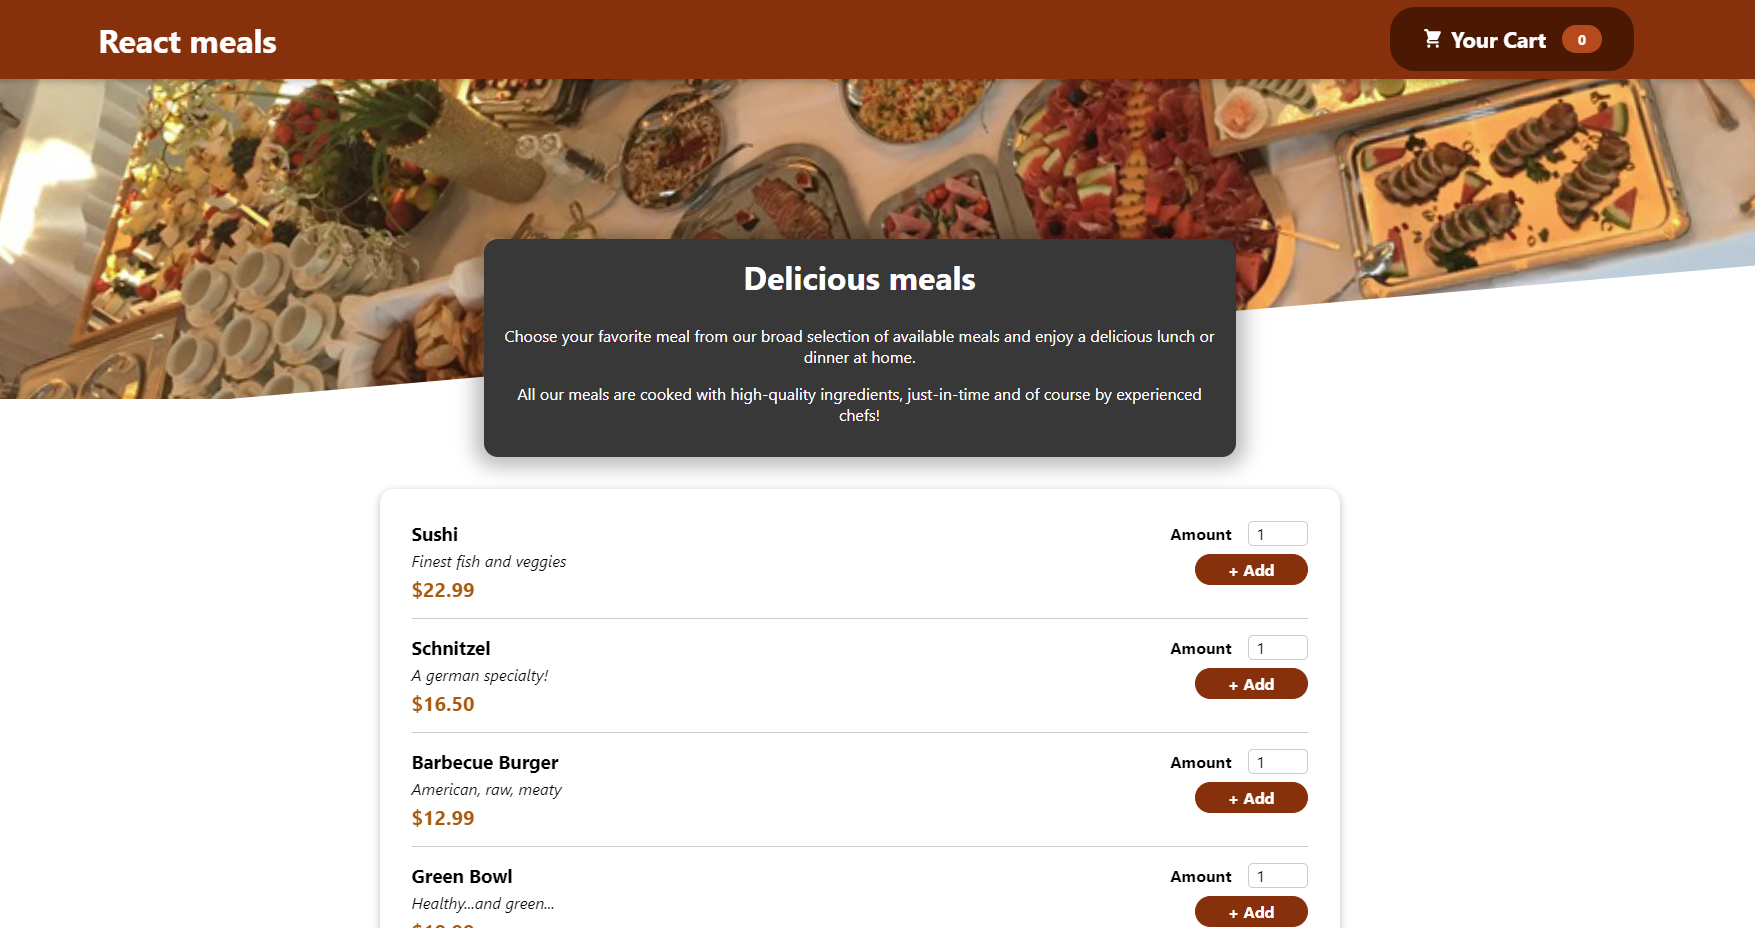 React meals
Your Cart 0
Delicious meals
Choose your favorite meal from our broad selection of available meals and enjoy a delicious lunch or
dinner at home.
All our meals are cooked with high-quality ingredients, just-in-time and of course by experienced
chefs!
Sushi
Amount 1
Finest fish and veggies
+ Add
$22.99
Schnitzel
Amount 1
A german specialty!
+ Add
$16.50
Barbecue Burger
Amount 1
American, raw, meaty
+ Add
$12.99
Green Bowl
Amount 1
Healthy...and green...
+ Add